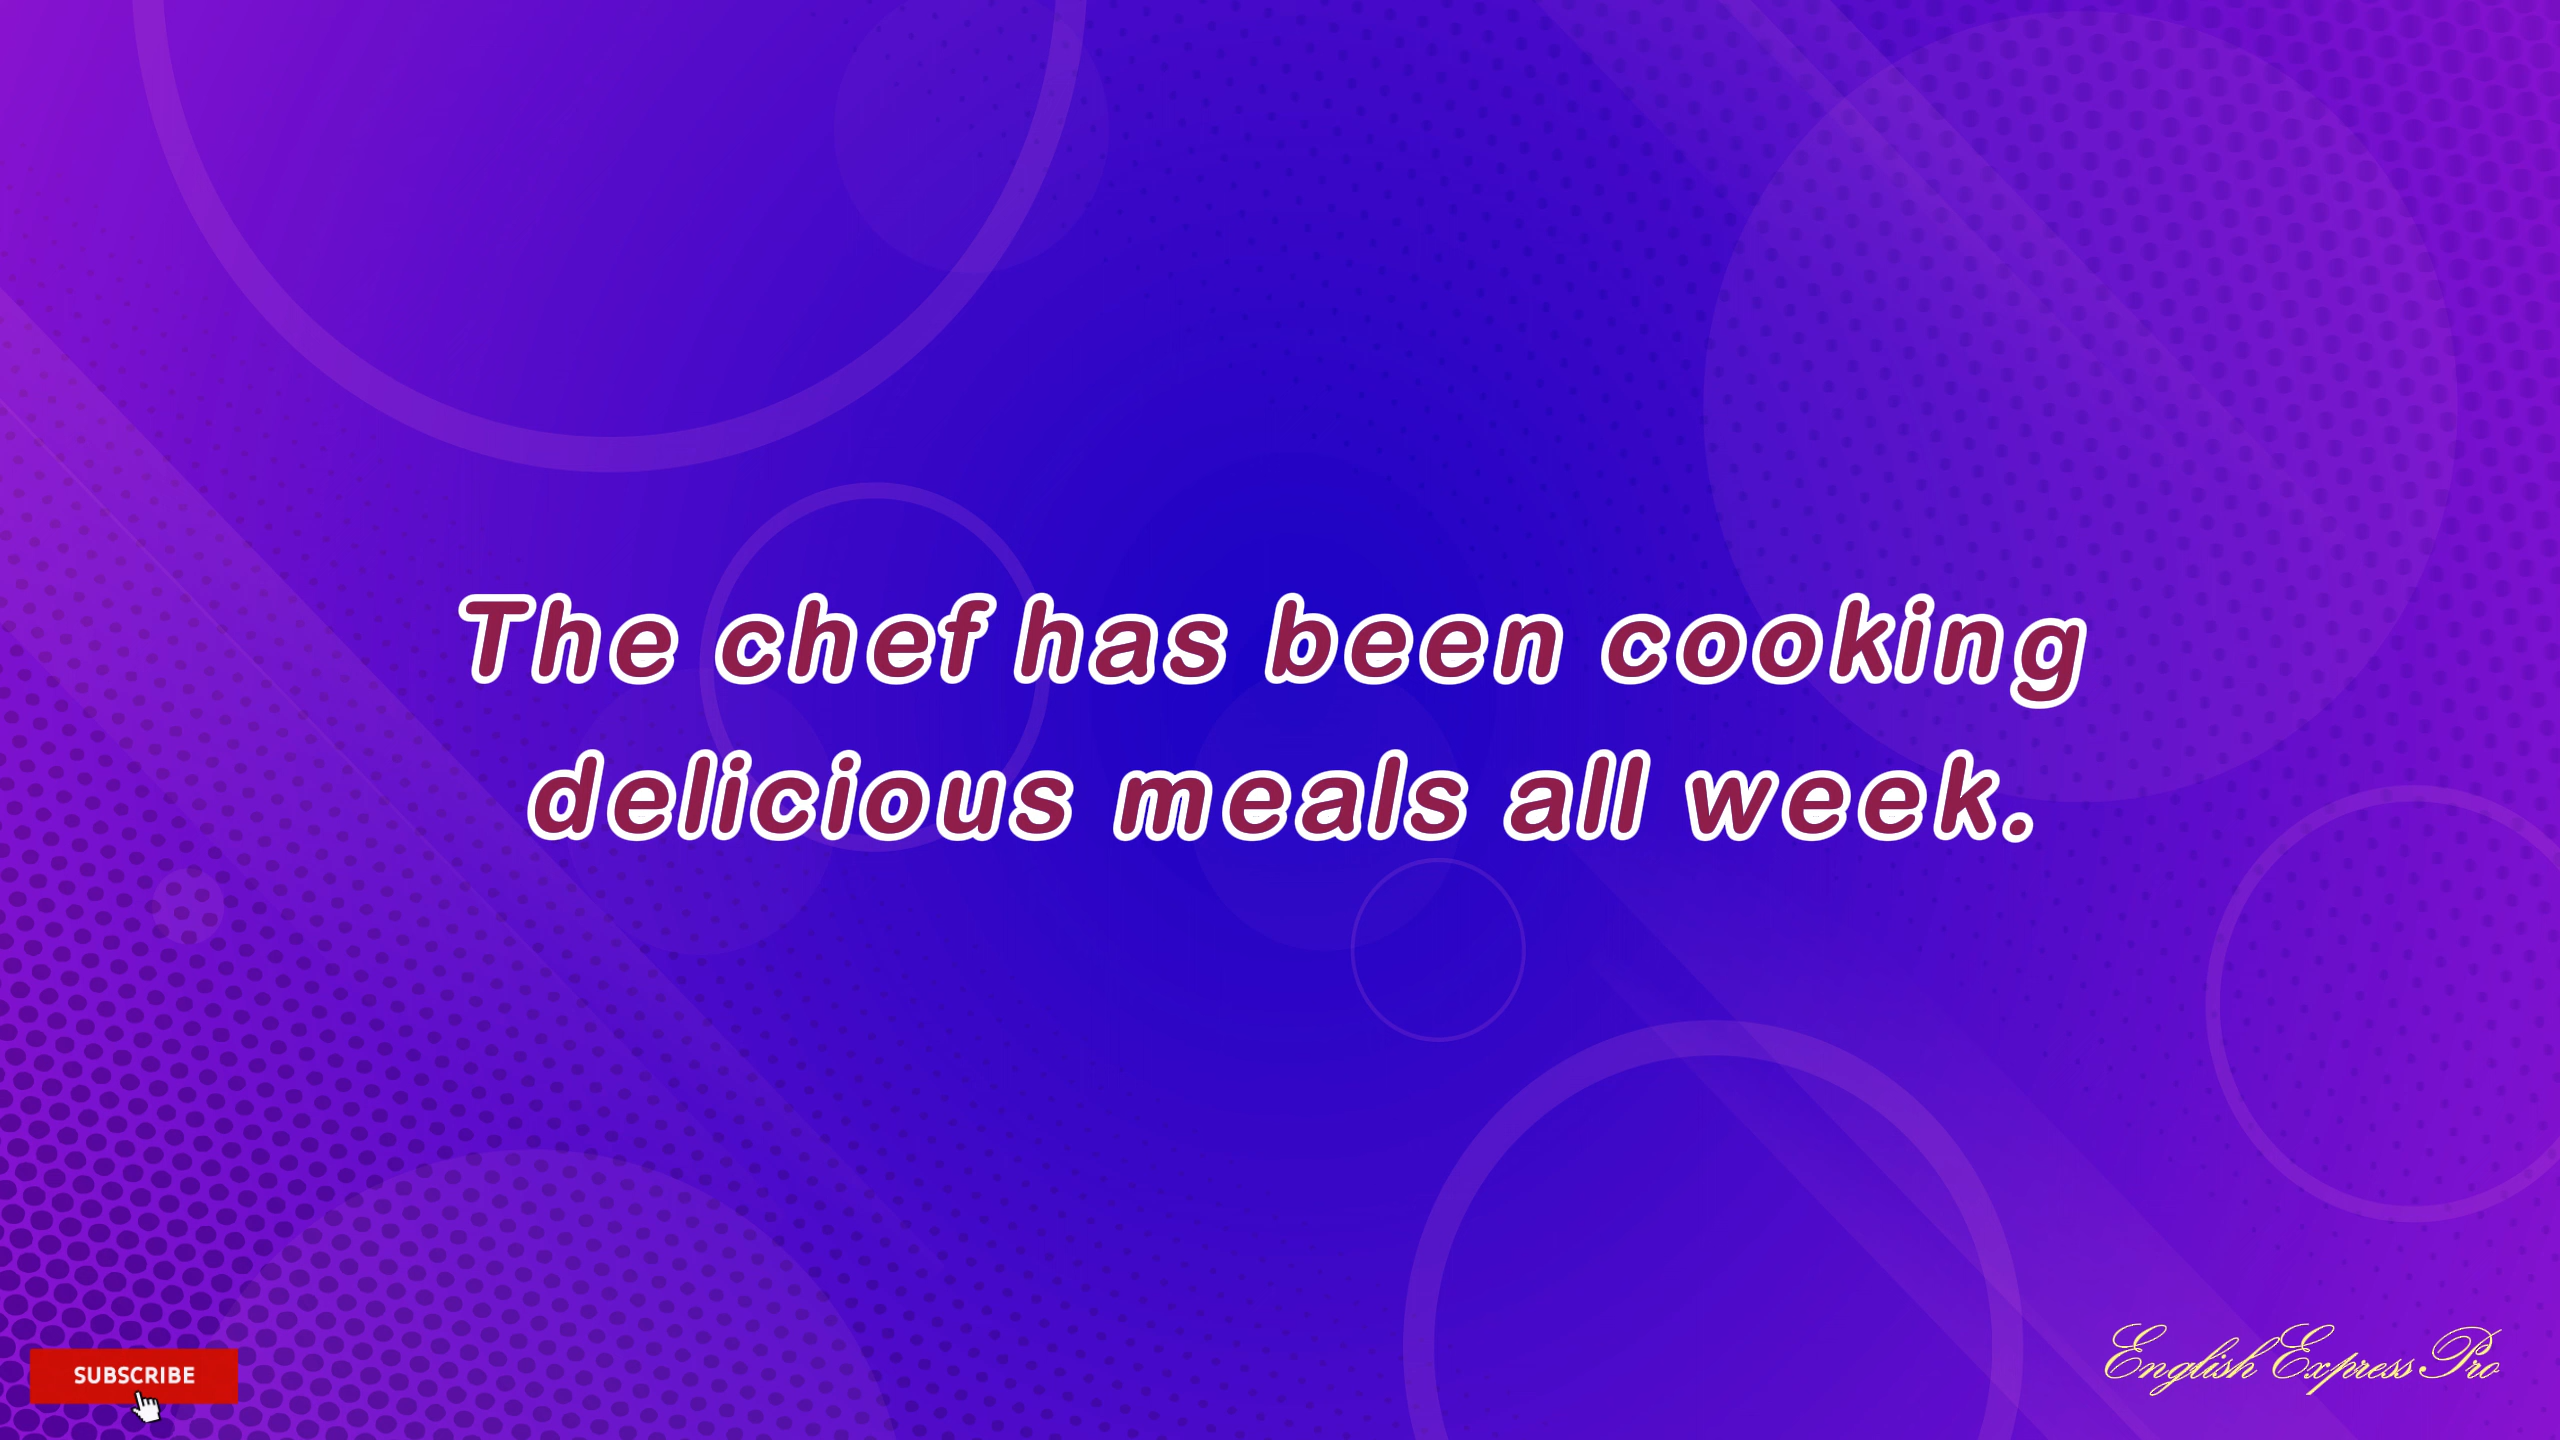 The chef has been cooking
delicious meals all week.
SUBSCRIBE
English Express Pro